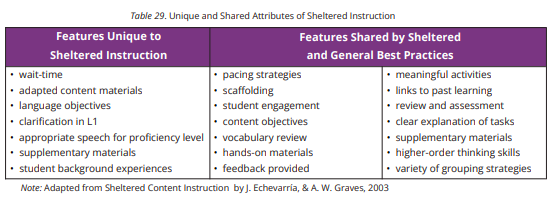 Table 29. Unique and Shared Attributes of Sheltered Instruction
Features Unique to
Sheltered Instruction
Features Shared by Sheltered
and General Best Practices
• wait-time
• adapted content materials
• language objectives
• clarification in L1
• appropriate speech for proficiency level
• supplementary materials
• student background experiences
• pacing strategies
• scaffolding
• student engagement
• content objectives
• vocabulary review
• hands-on materials
• feedback provided
• meaningful activities
• links to past learning
• review and assessment
• clear explanation of tasks
• supplementary materials
• higher-order thinking skills
• variety of grouping strategies
Note: Adapted from Sheltered Content Instruction by J. Echevarría, & A. W. Graves, 2003